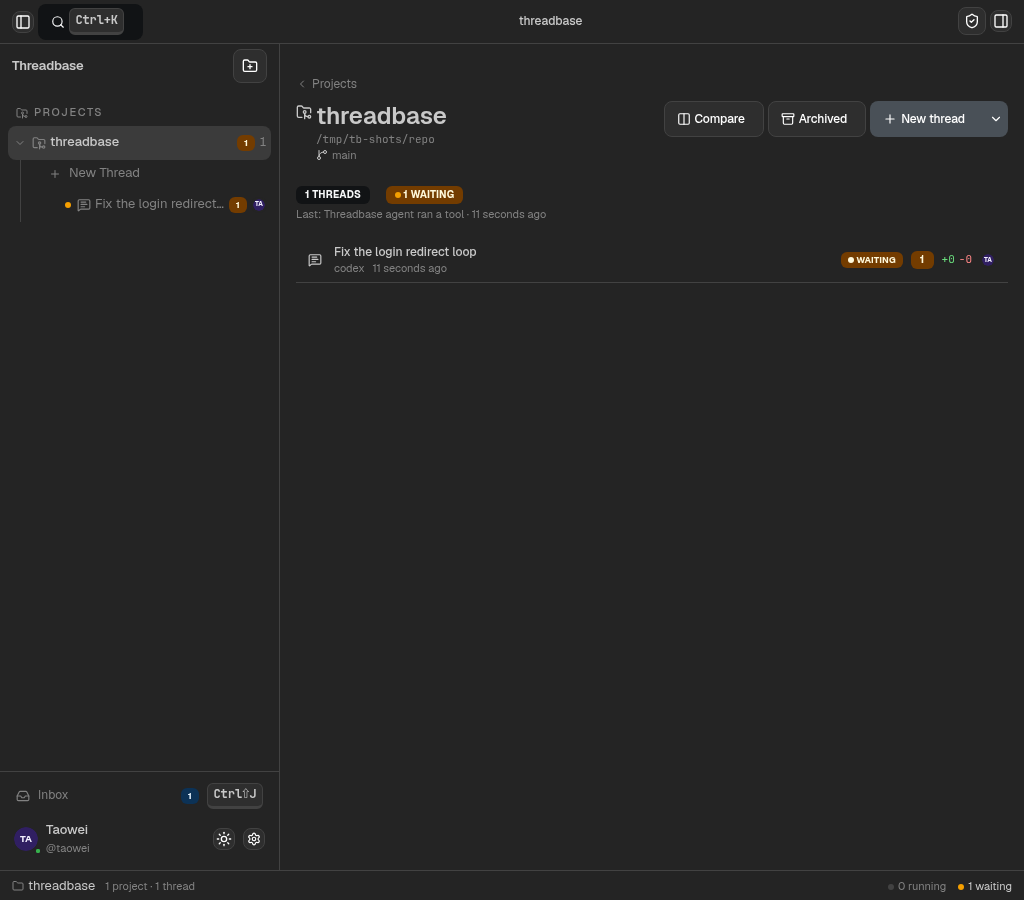 Ctrl+K
threadbase
Threadbase
PROJECTS
threadbase 1 1
New Thread
Fix the login redirect... 1 TA
Projects
threadbase
/tmp/tb-shots/repo
main
Compare
Archived
New thread
1 THREADS
1 WAITING
Last: Threadbase agent ran a tool · 11 seconds ago
Fix the login redirect loop
codex 11 seconds ago
WAITING 1 +0 -0 TA
Inbox 1 Ctrl⇧J
TA
Taowei
@taowei
threadbase 1 project · 1 thread
0 running 1 waiting